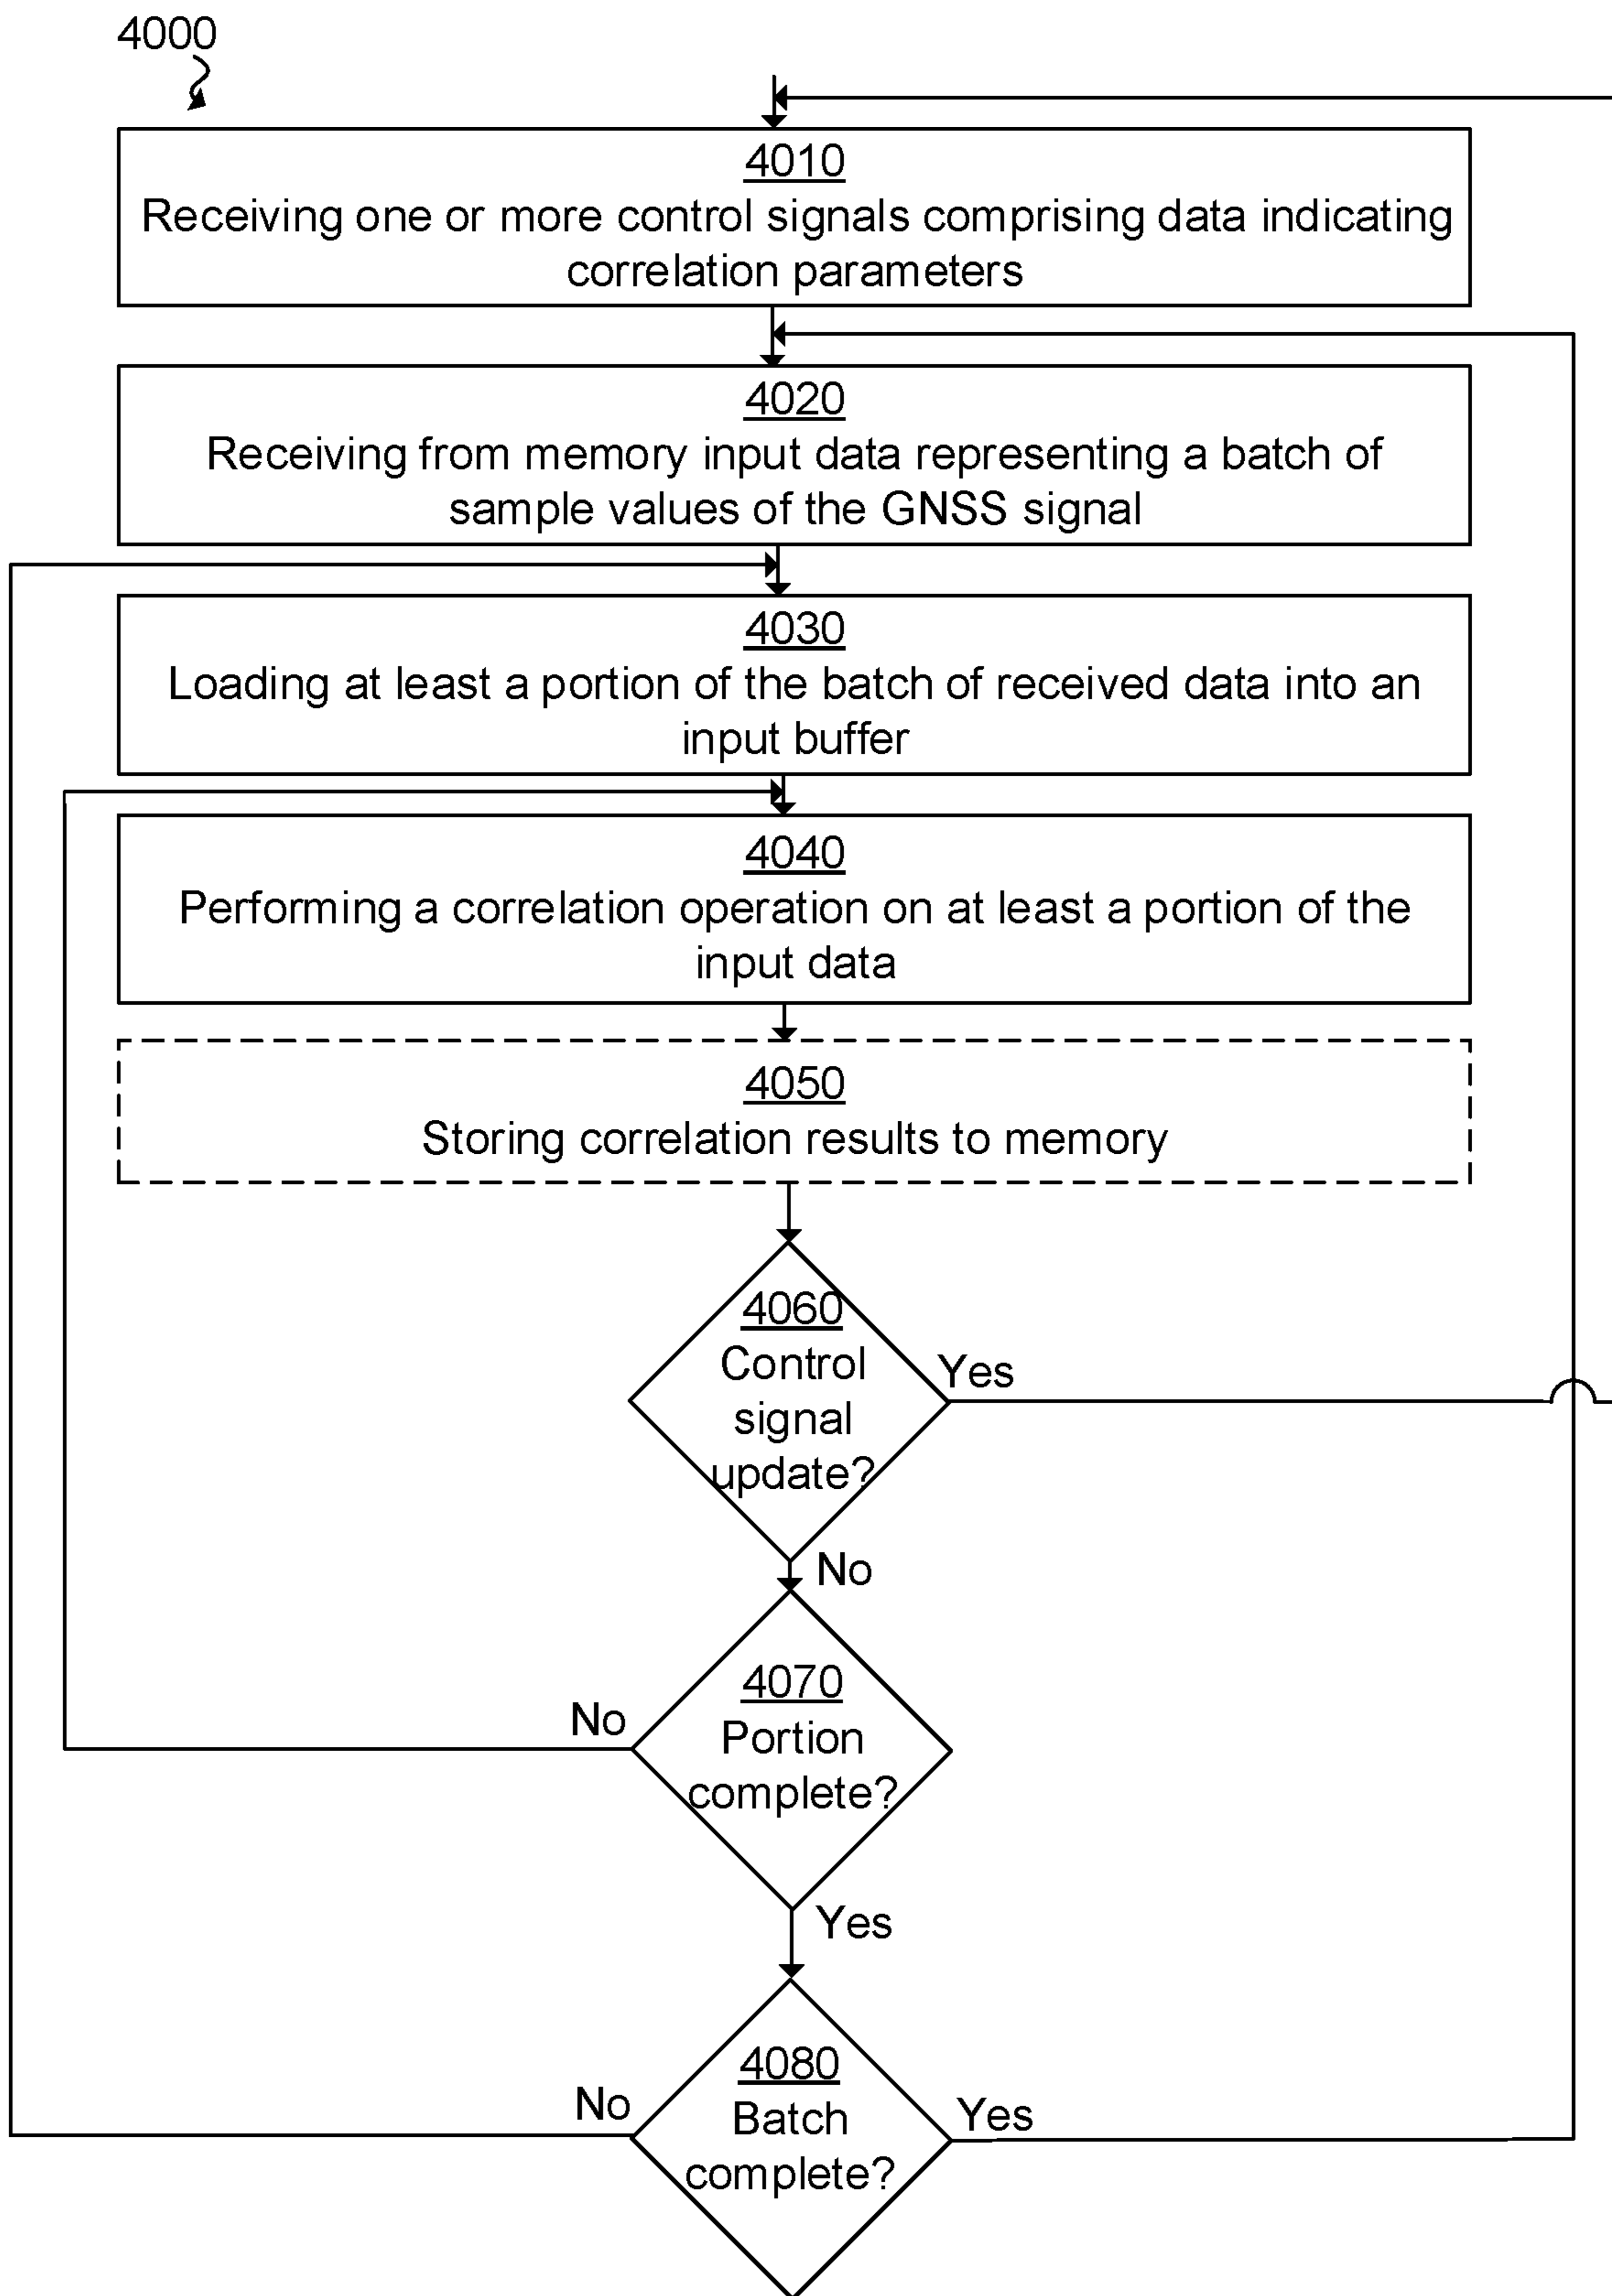 4000
4010
Receiving one or more control signals comprising data indicating
correlation parameters
4020
Receiving from memory input data representing a batch of
sample values of the GNSS signal
4030
Loading at least a portion of the batch of received data into an
input buffer
4040
Performing a correlation operation on at least a portion of the
input data
4050
Storing correlation results to memory
4060
Control
signal
update?
Yes
No
4070
Portion
complete?
No
Yes
4080
Batch
complete?
No
Yes